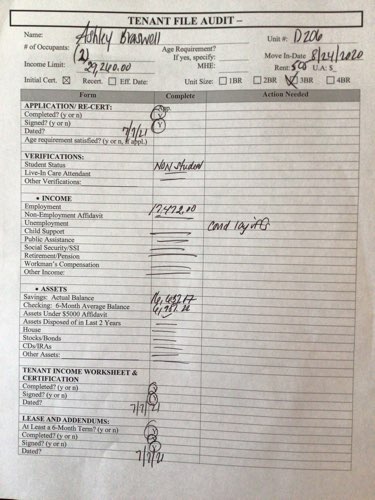 TENANT FILE AUDIT –
Name: Ashley Braswell Unit #: D206
# of Occupants: (2) Age Requirement? Move-In Date 8/24/2020
If yes, specify:
Income Limit: 29,240.00 MHE: Rent: U.A: $
Initial Cert. ☒ Recert. ☐ Eff. Date: Unit Size: ☐ 1BR ☐ 2BR ☑ 3BR ☐ 4BR
Form Complete Action Needed
APPLICATION/ RE-CERT:
Completed? (y or n) Y
Signed? (y or n) Y
Dated? 7/7/21
Age requirement satisfied? (y or n, if appl.)
VERIFICATIONS:
Student Status NON Student
Live-In Care Attendant
Other Verifications:
• INCOME
Employment 17,472.00
Non-Employment Affidavit
Unemployment
Child Support
Public Assistance
Social Security/SSI
Retirement/Pension
Workman's Compensation
Other Income:
• ASSETS
Savings: Actual Balance
Checking: 6-Month Average Balance
Assets Under $5000 Affidavit
Assets Disposed of in Last 2 Years
House
Stocks/Bonds
CDs/IRAs
Other Assets:
TENANT INCOME WORKSHEET &
CERTIFICATION
Completed? (y or n) Y
Signed? (y or n) Y
Dated? 7/7/21
LEASE AND ADDENDUMS:
At Least a 6-Month Term? (y or n) Y
Completed? (y or n) Y
Signed? (y or n) Y
Dated? 7/7/21